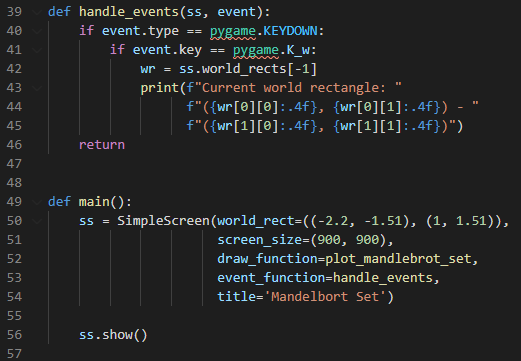 39 def handle_events(ss, event):
40     if event.type == pygame.KEYDOWN:
41         if event.key == pygame.K_w:
42             wr = ss.world_rects[-1]
43             print(f"Current world rectangle: "
44                   f"({wr[0][0]:.4f}, {wr[0][1]:.4f}) - "
45                   f"({wr[1][0]:.4f}, {wr[1][1]:.4f})")
46     return
47
48
49 def main():
50     ss = SimpleScreen(world_rect=((-2.2, -1.51), (1, 1.51)),
51                       screen_size=(900, 900),
52                       draw_function=plot_mandlebrot_set,
53                       event_function=handle_events,
54                       title='Mandelbort Set')
55
56     ss.show()
57